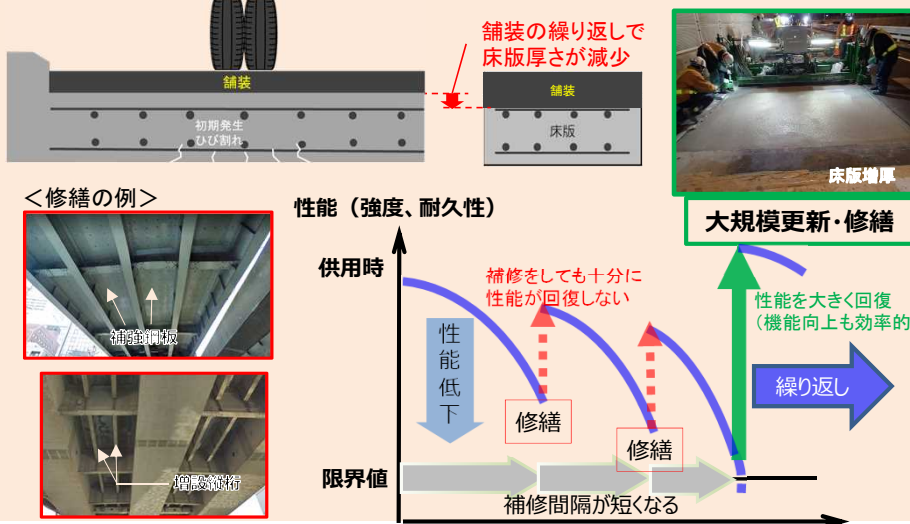 舗装の繰り返しで
床版厚さが減少
舗装
初期発生
ひび割れ
舗装
床版
床版増厚
大規模更新・修繕
＜修繕の例＞
補強鋼板
増設縦桁
性能（強度、耐久性）
供用時
補修をしても十分に
性能が回復しない
性能を大きく回復
（機能向上も効率的
性能低下
修繕
修繕
繰り返し
限界値
補修間隔が短くなる